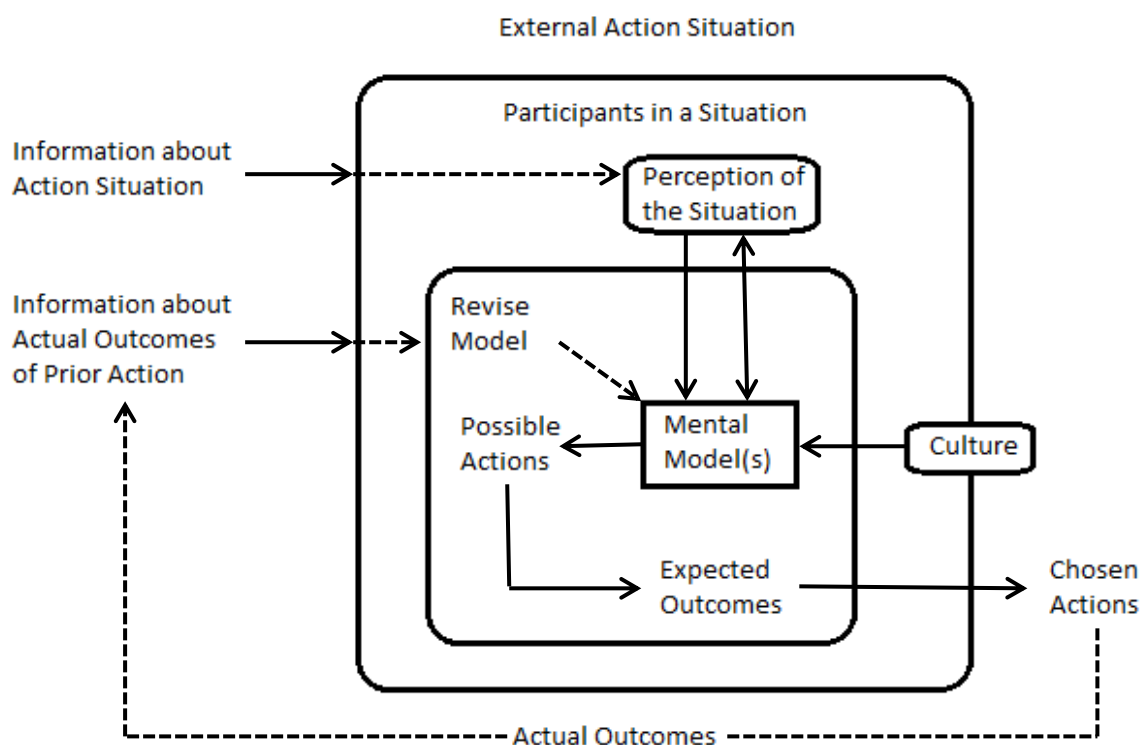 External Action Situation
Participants in a Situation
Information about
Action Situation
Perception of
the Situation
Information about
Actual Outcomes
of Prior Action
Revise
Model
Possible
Actions
Mental
Model(s)
Culture
Expected
Outcomes
Chosen
Actions
Actual Outcomes